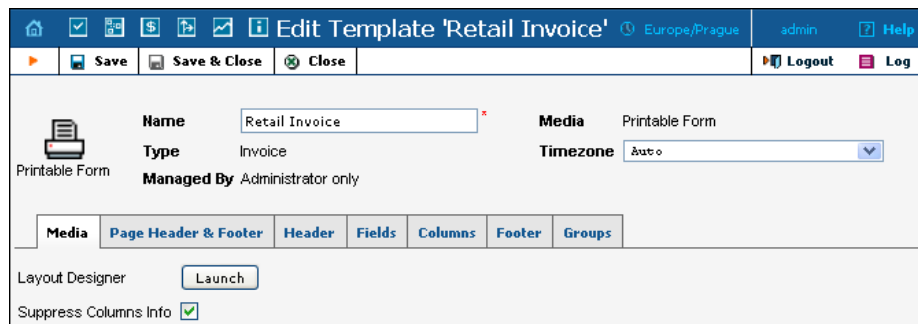 Edit Template 'Retail Invoice' Europe/Prague admin Help
Save Save & Close Close Logout Log
Name Retail Invoice * Media Printable Form
Type Invoice Timezone Auto
Printable Form
Managed By Administrator only
Media Page Header & Footer Header Fields Columns Footer Groups
Layout Designer Launch
Suppress Columns Info